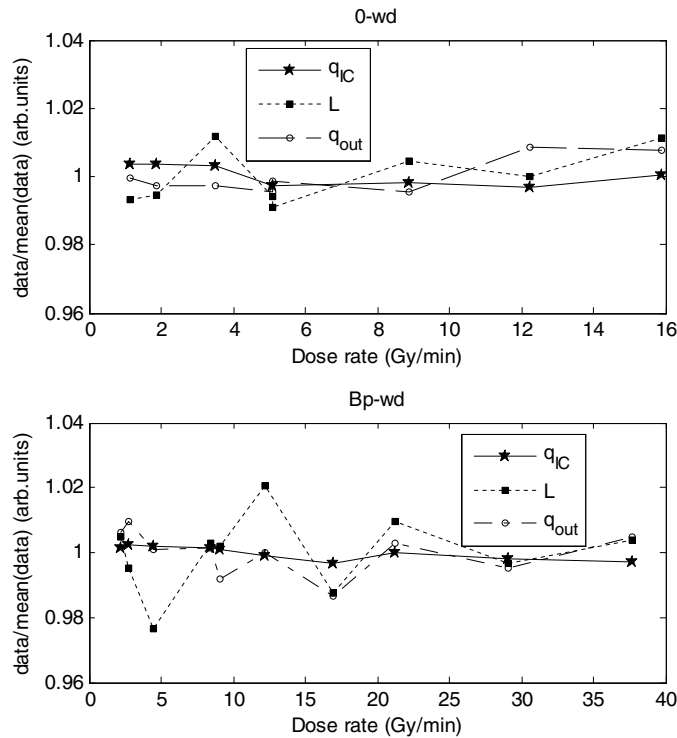 0-wd
1.04
1.02
1
0.98
0.96
data/mean(data) (arb.units)
q_IC
L
q_out
0 2 4 6 8 10 12 14 16
Dose rate (Gy/min)
Bp-wd
1.04
1.02
1
0.98
0.96
data/mean(data) (arb.units)
q_IC
L
q_out
0 5 10 15 20 25 30 35 40
Dose rate (Gy/min)